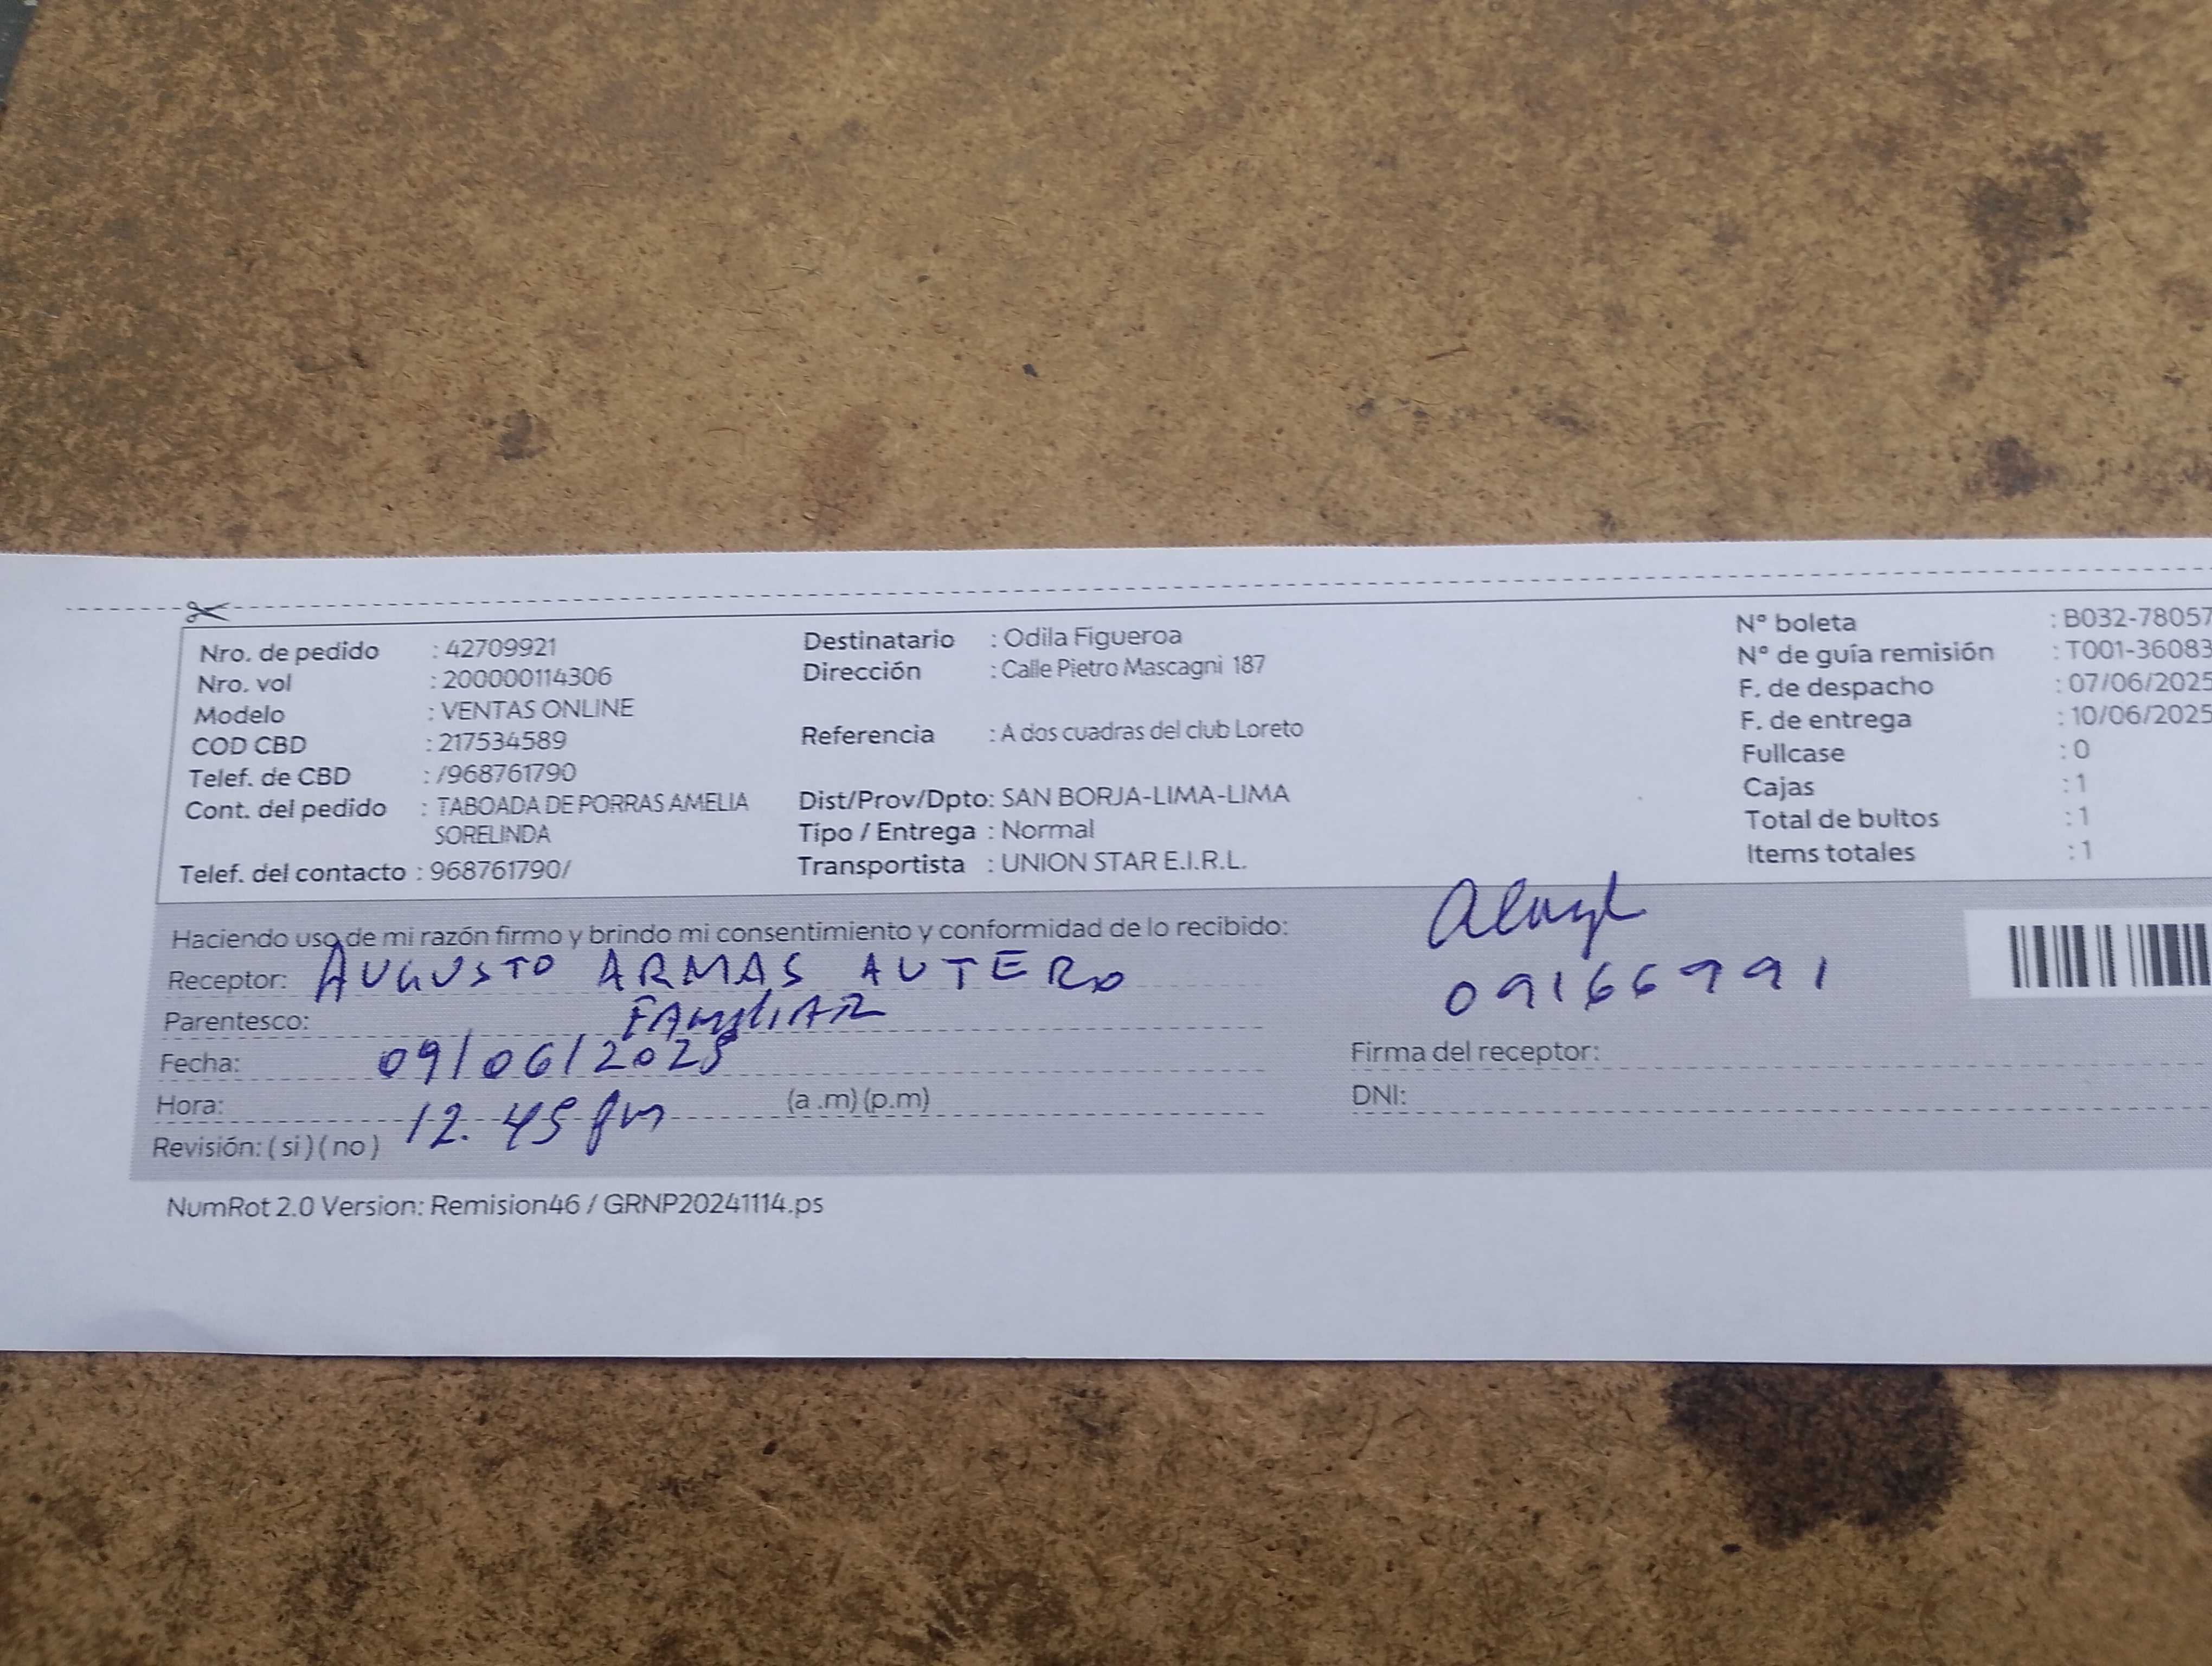 Nro. de pedido : 42709921
Nro. vol : 200000114306
Modelo : VENTAS ONLINE
COD CBD : 217534589
Telef. de CBD : /968761790
Cont. del pedido : TABOADA DE PORRAS AMELIA
SORELINDA
Telef. del contacto : 968761790/
Destinatario : Odila Figueroa
Dirección : Calle Pietro Mascagni 187
Referencia : A dos cuadras del club Loreto
Dist/Prov/Dpto: SAN BORJA-LIMA-LIMA
Tipo / Entrega : Normal
Transportista : UNION STAR E.I.R.L.
N° boleta : B032-78057
N° de guía remisión : T001-36083
F. de despacho : 07/06/2025
F. de entrega : 10/06/2025
Fullcase : 0
Cajas : 1
Total de bultos : 1
Items totales : 1
Haciendo uso de mi razón firmo y brindo mi consentimiento y conformidad de lo recibido:
Receptor: AUGUSTO ARMAS AUTERO
Parentesco: FAMILIAR
Fecha: 09/06/2025
Hora: 12.45 pm (a .m) (p.m)
Revisión: ( si ) ( no )
Firma del receptor:
DNI:
NumRot 2.0 Version: Remision46 / GRNP20241114.ps